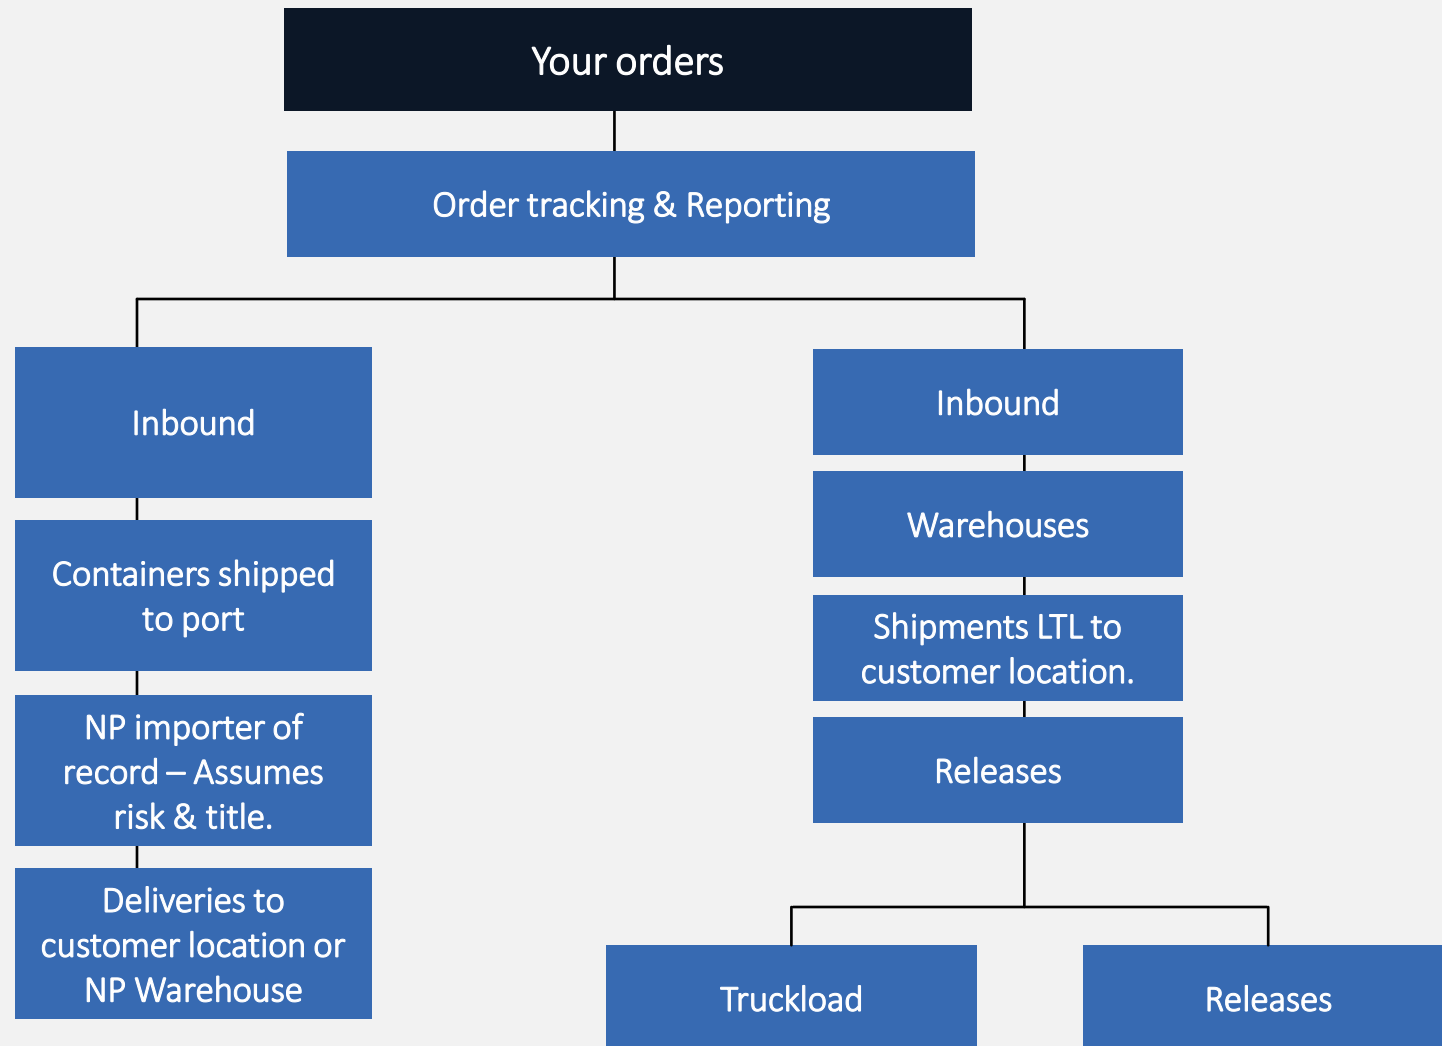 Your orders
Order tracking & Reporting
Inbound
Containers shipped
to port
NP importer of
record – Assumes
risk & title.
Deliveries to
customer location or
NP Warehouse
Inbound
Warehouses
Shipments LTL to
customer location.
Releases
Truckload
Releases